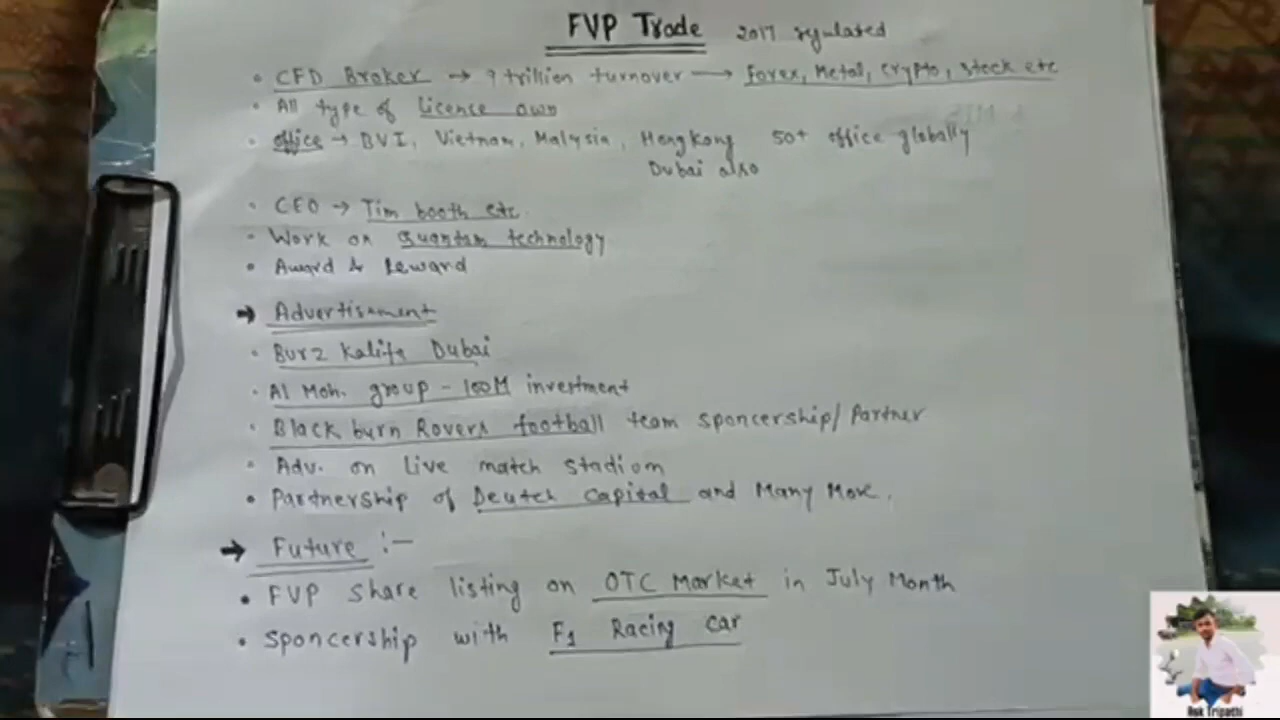 FVP Trade 2017 regulated
• CFD Broker → 9 trillion turnover → forex, Metal, Crypto, Stock etc
• All type of Licence own
• office → BVI, Vietnam, Malysia, Hongkong 50+ office globally
Dubai also
• CEO → Tim booth etc.
• Work on Quantam technology
• Award & Reward
→ Advertisment
• Burz Kalifa Dubai
• Al Moh. group - 100M investment
• Black burn Rovers football team sponcership/Partner
• Adv. on Live match stadiom
• Partnership of Deutch Capital and Many More.
→ Future :-
• FVP share listing on OTC Market in July Month
• Sponcership with F1 Racing car
Ask Tripathi